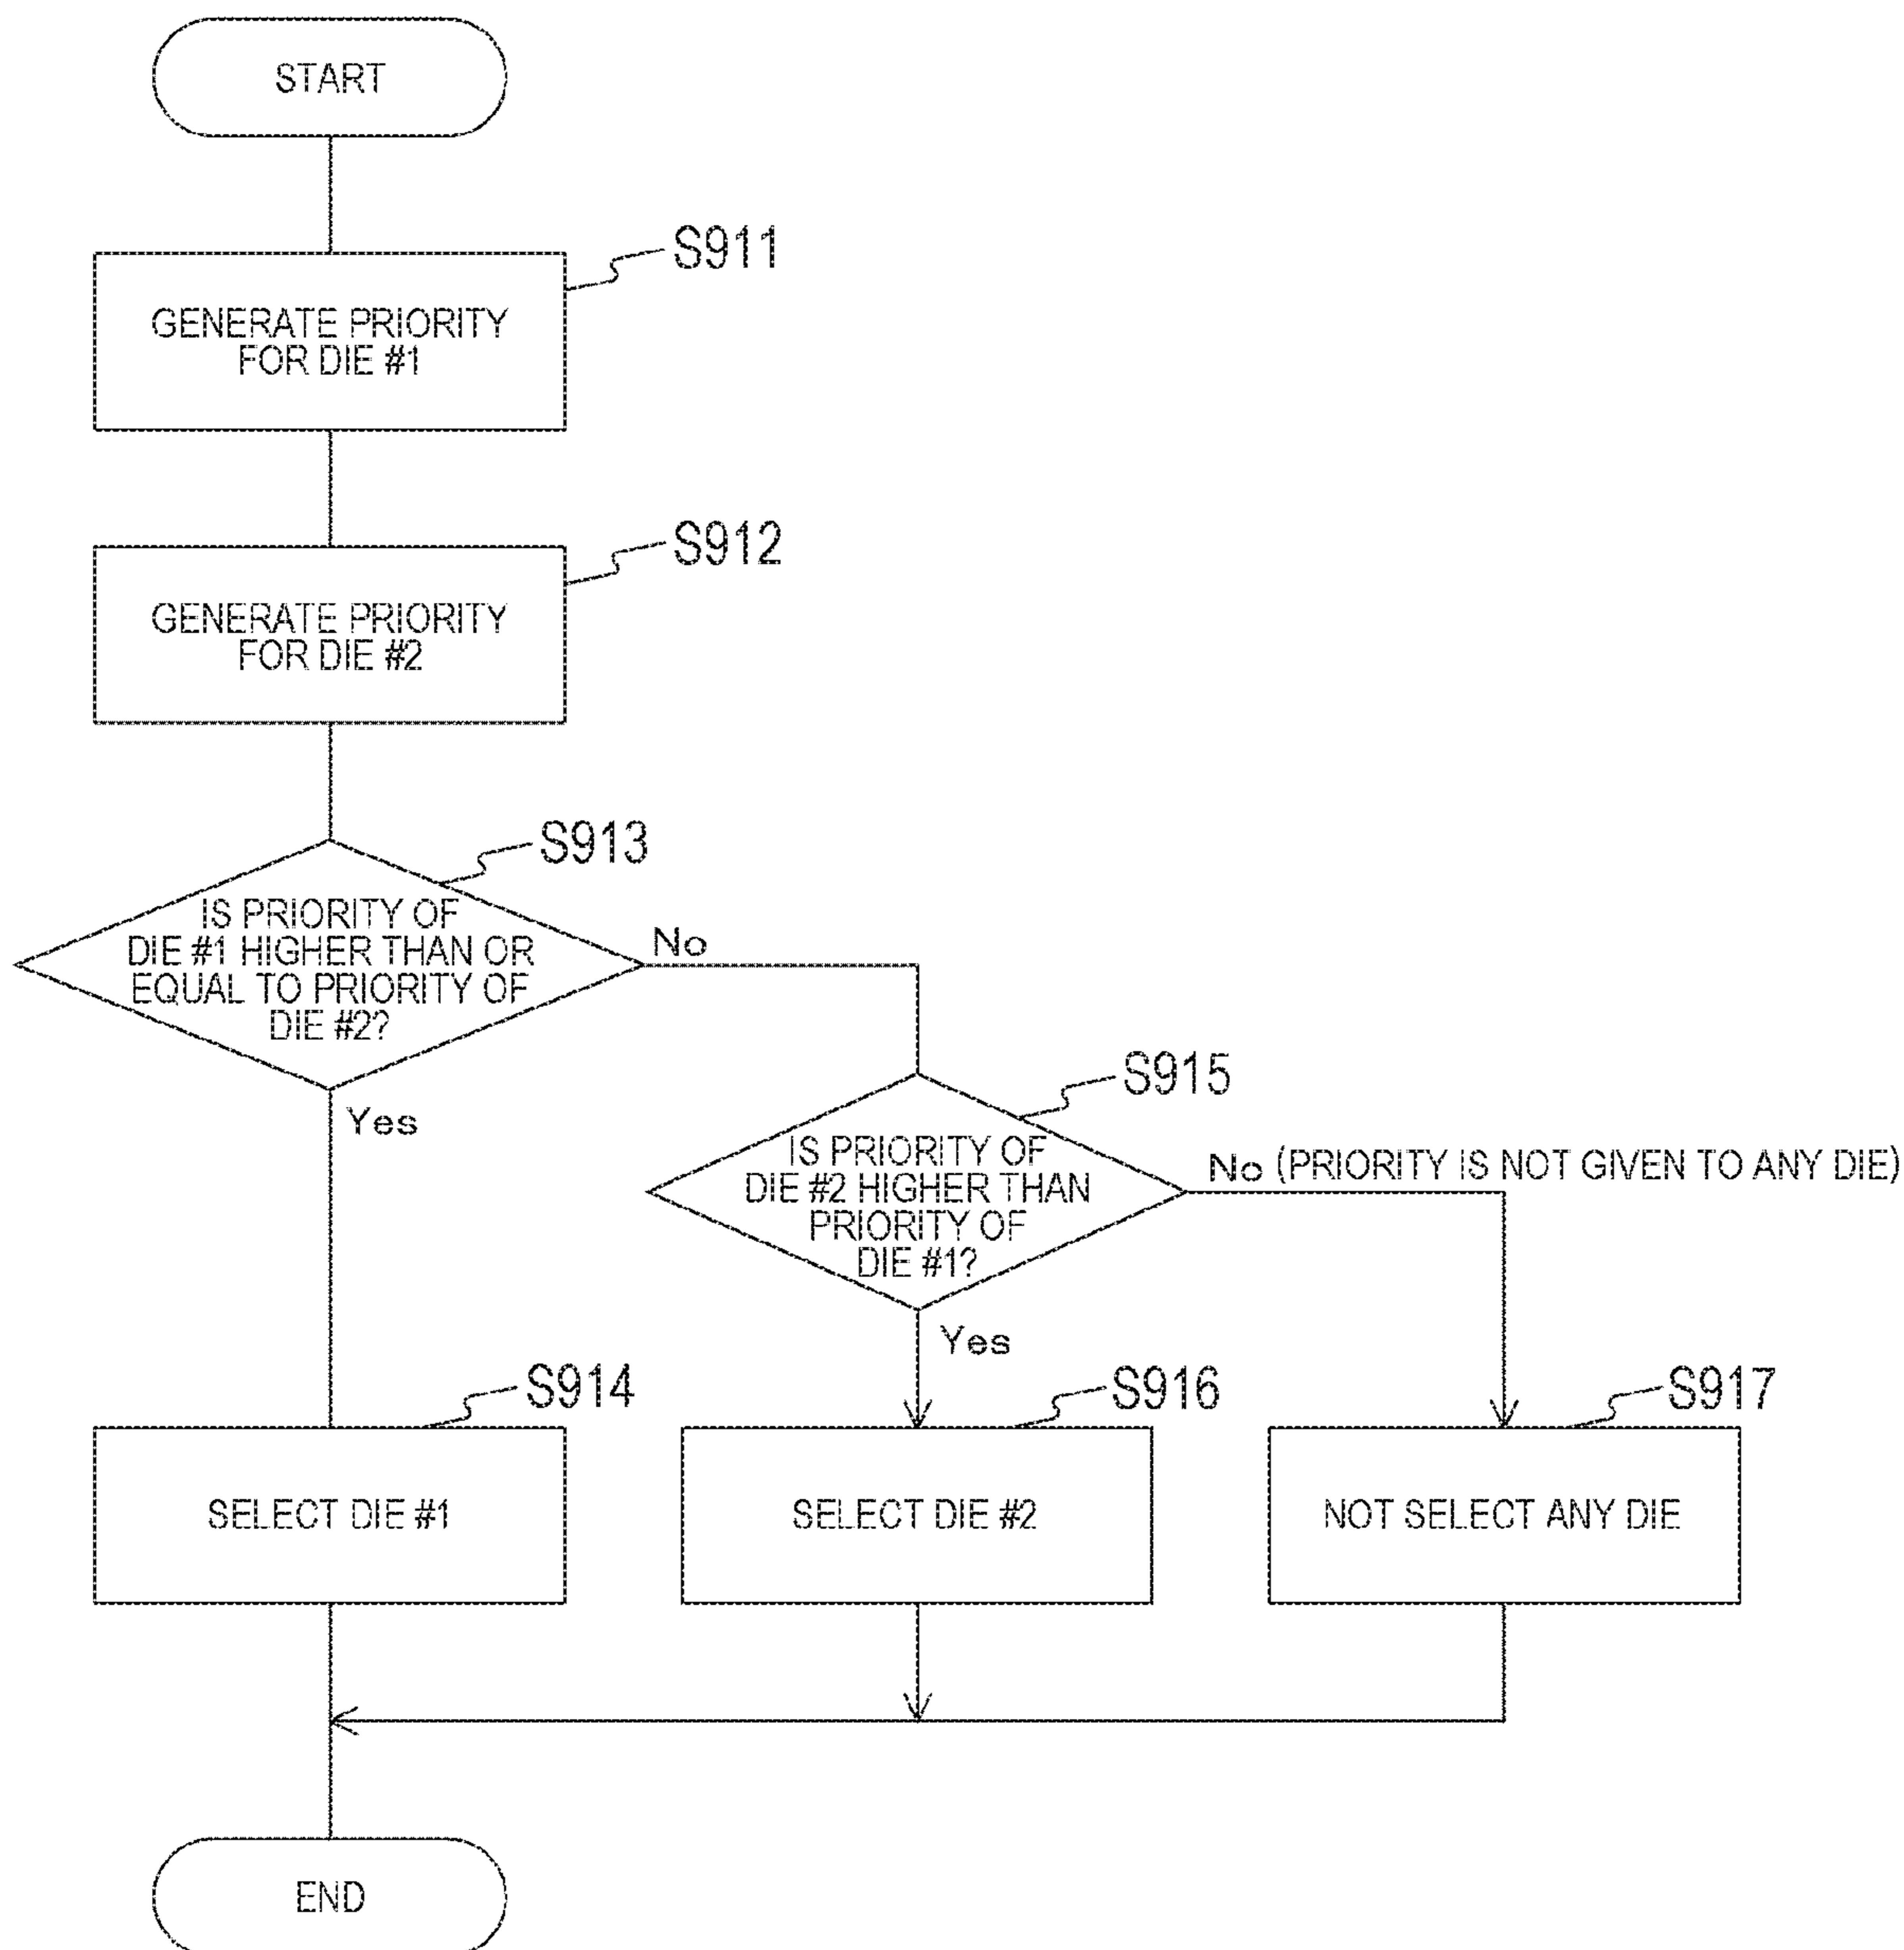 START
S911
GENERATE PRIORITY
FOR DIE #1
S912
GENERATE PRIORITY
FOR DIE #2
S913
IS PRIORITY OF
DIE #1 HIGHER THAN OR
EQUAL TO PRIORITY OF
DIE #2?
No
Yes
S915
IS PRIORITY OF
DIE #2 HIGHER THAN
PRIORITY OF
DIE #1?
No (PRIORITY IS NOT GIVEN TO ANY DIE)
Yes
S914
SELECT DIE #1
S916
SELECT DIE #2
S917
NOT SELECT ANY DIE
END